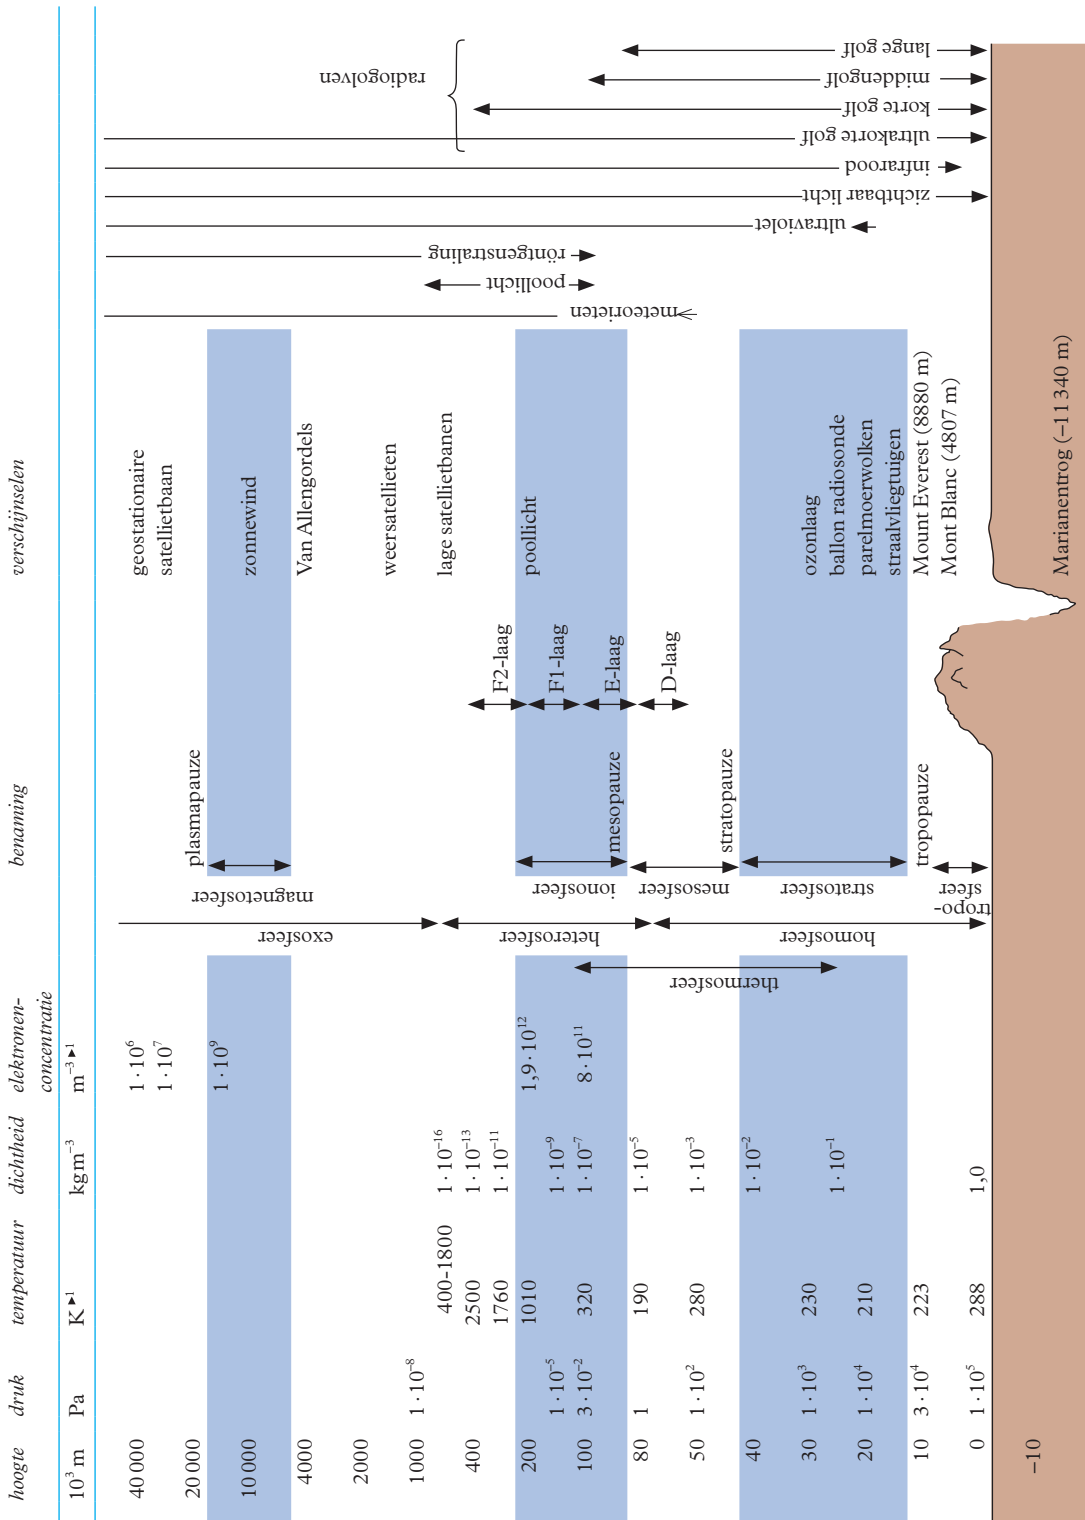 hoogte druk temperatuur dichtheid elektronen-concentratie benaming verschijnselen
10³ m Pa K ▸1 kg m⁻³ m⁻³ ▸1
40 000 1 · 10⁶ geostationaire
1 · 10⁷ satellietbaan
20 000 plasmapauze
10 000 1 · 10⁹ zonnewind
magnetosfeer
4000 Van Allengordels
2000 weersatellieten
1000 1 · 10⁻⁸
400-1800 1 · 10⁻¹⁶ lage satellietbanen
exosfeer
400 2500 1 · 10⁻¹³
1760 1 · 10⁻¹¹ F2-laag
200 1010 1,9 · 10¹² poollicht
1 · 10⁻⁵ 1 · 10⁻⁹ F1-laag
ionosfeer
heterosfeer
100 3 · 10⁻² 320 1 · 10⁻⁷ 8 · 10¹¹
mesopauze E-laag
80 1 190 1 · 10⁻⁵
D-laag
50 1 · 10² 280 1 · 10⁻³
mesosfeer
thermosfeer
stratopauze
40 1 · 10⁻²
30 1 · 10³ 230 ozonlaag
1 · 10⁻¹ ballon radiosonde
20 1 · 10⁴ 210 parelmoerwolken
stratosfeer
homosfeer
straalvliegtuigen
10 3 · 10⁴ 223 tropopauze Mount Everest (8880 m)
Mont Blanc (4807 m)
tropo-
sfeer
0 1 · 10⁵ 288 1,0
−10 Marianentrog (−11 340 m)
meteorieten
poollicht
röntgenstraling
ultraviolet
zichtbaar licht
infrarood
ultrakorte golf
korte golf
middengolf
lange golf
radiogolven